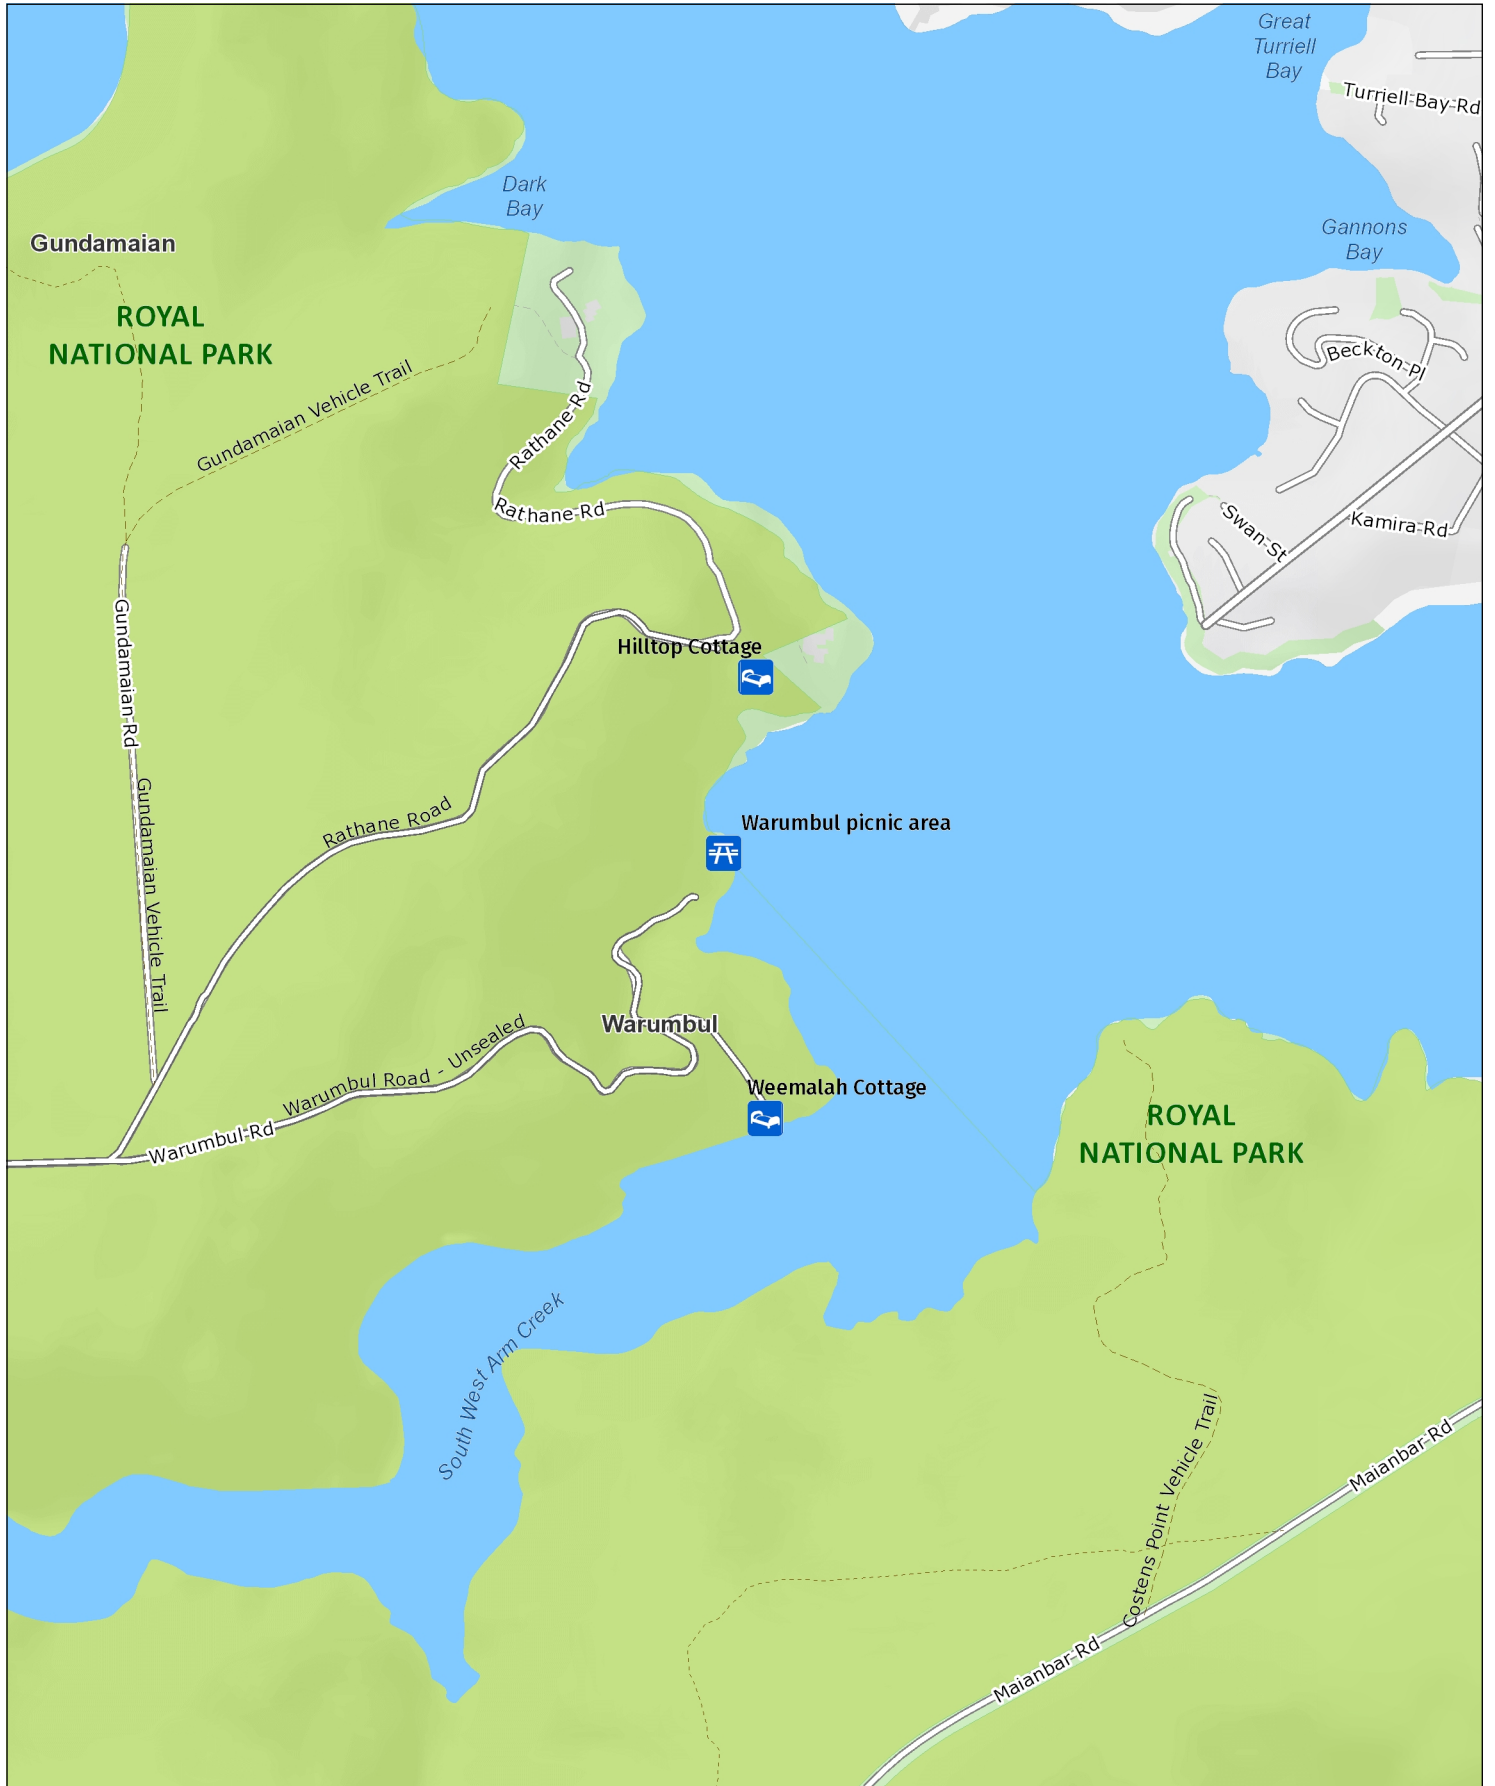 Great
Turriell
Bay
Turriell Bay Rd
Dark
Bay
Gannons
Bay
Gundamaian
ROYAL
NATIONAL PARK
Gundamaian Vehicle Trail
Beckton Pl
Rathane Rd
Rathane Rd
Swan St
Kamira Rd
Gundamaian Rd
Hilltop Cottage
Gundamaian Vehicle Trail
Rathane Road
Warumbul picnic area
Warumbul
Warumbul Road - Unsealed
Weemalah Cottage
Warumbul Rd
ROYAL
NATIONAL PARK
South West Arm Creek
Costens Point Vehicle Trail
Maianbar Rd
Maianbar Rd